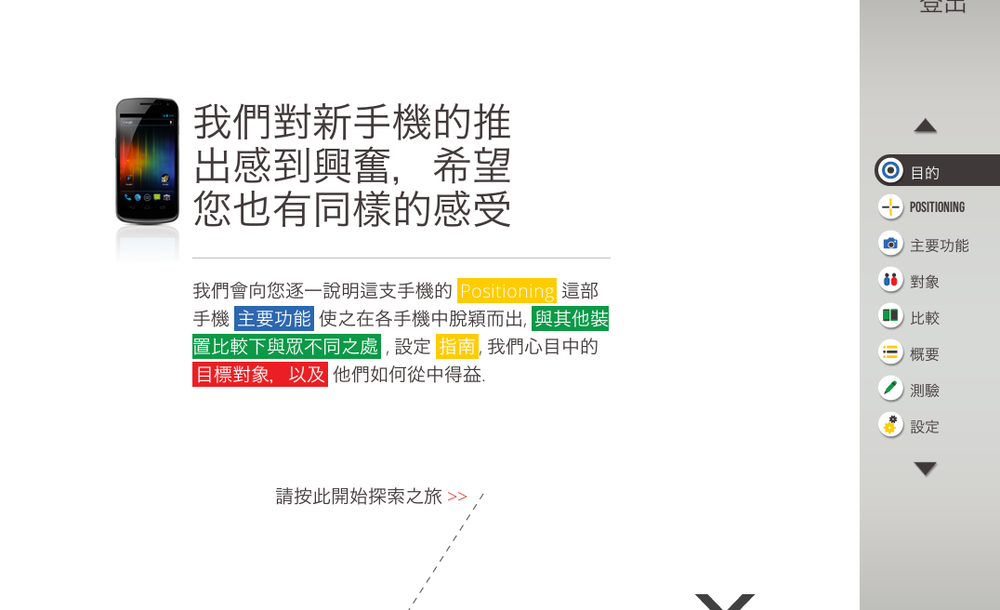 登出
我們對新手機的推
出感到興奮，希望
您也有同樣的感受
我們會向您逐一說明這支手機的 Positioning 這部
手機 主要功能 使之在各手機中脫穎而出, 與其他裝
置比較下與眾不同之處 , 設定 指南, 我們心目中的
目標對象，以及 他們如何從中得益.
請按此開始探索之旅 >>
目的
POSITIONING
主要功能
對象
比較
概要
測驗
設定